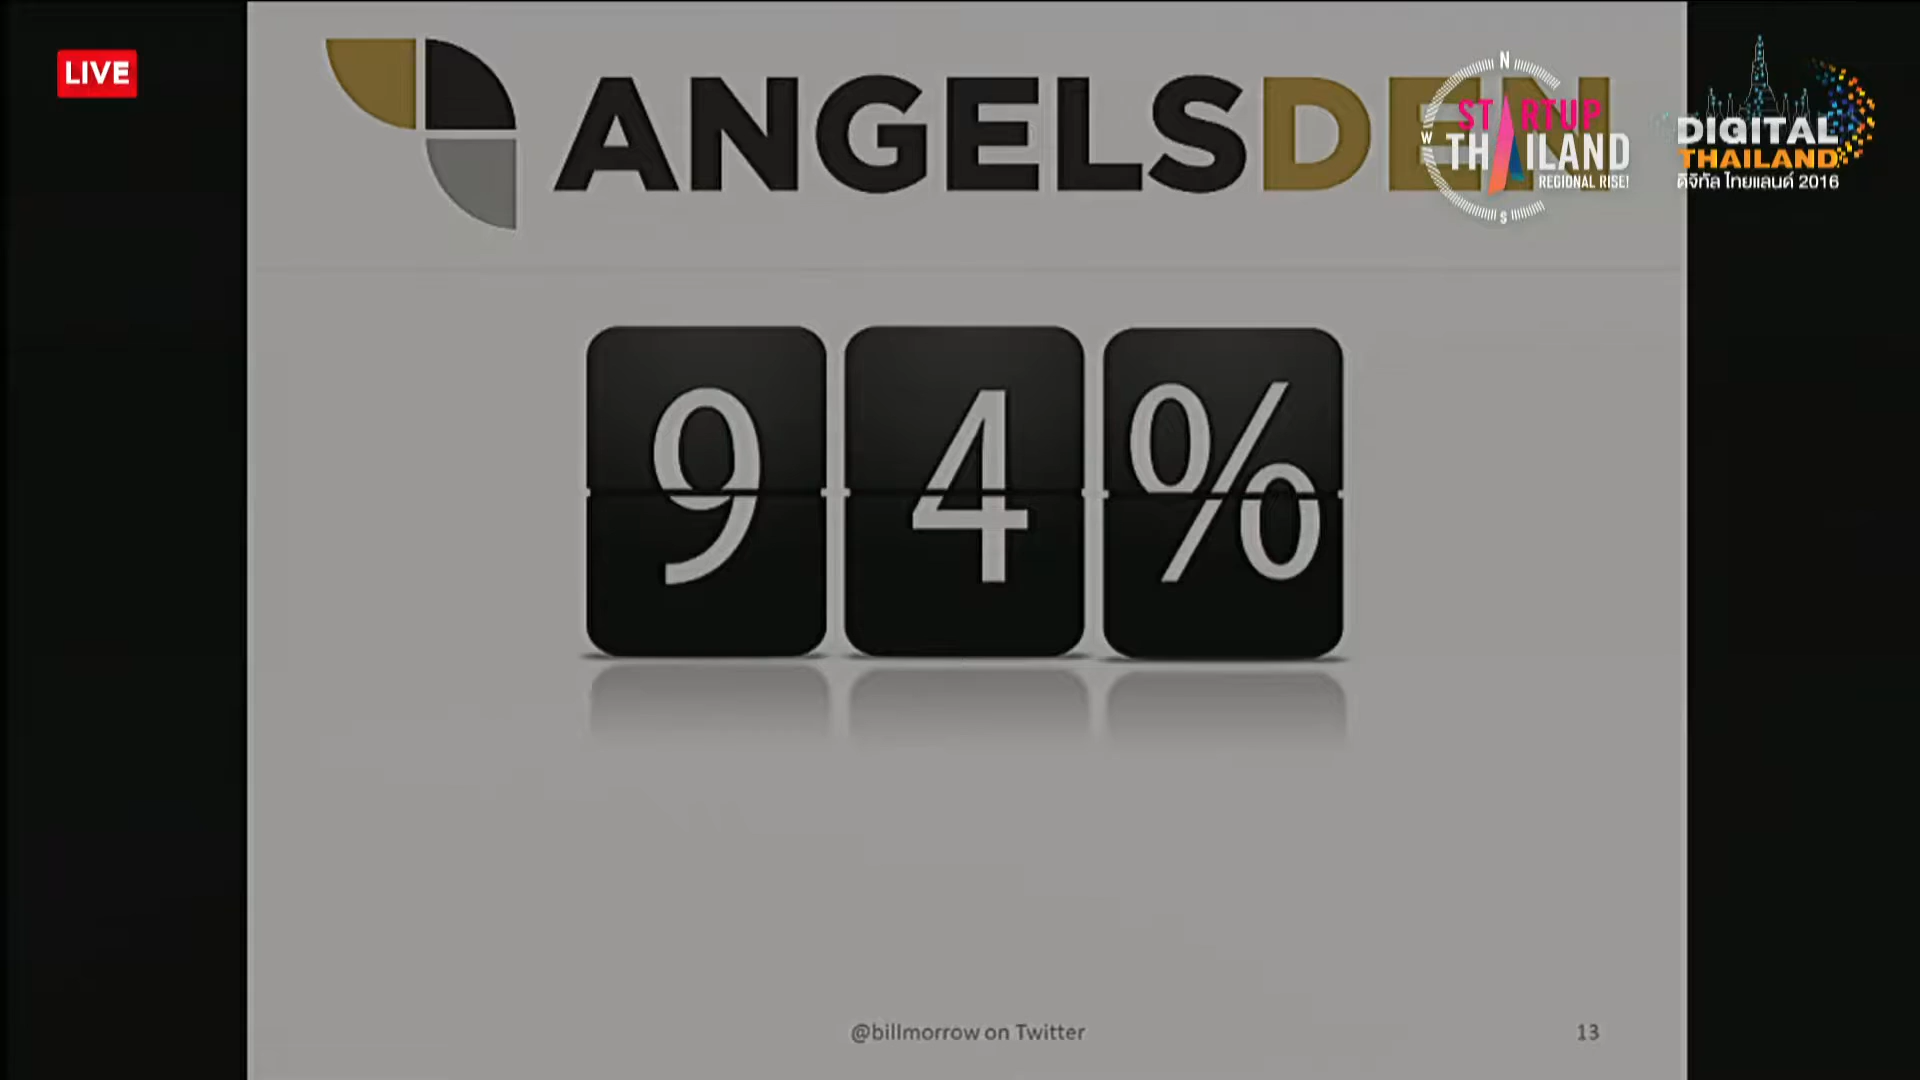 LIVE
ANGELSDEN
N
STARTUP
W
THAILAND
REGIONAL RISE!
S
DIGITAL
THAILAND
ดิจิทัล ไทยแลนด์ 2016
94%
@billmorrow on Twitter
13